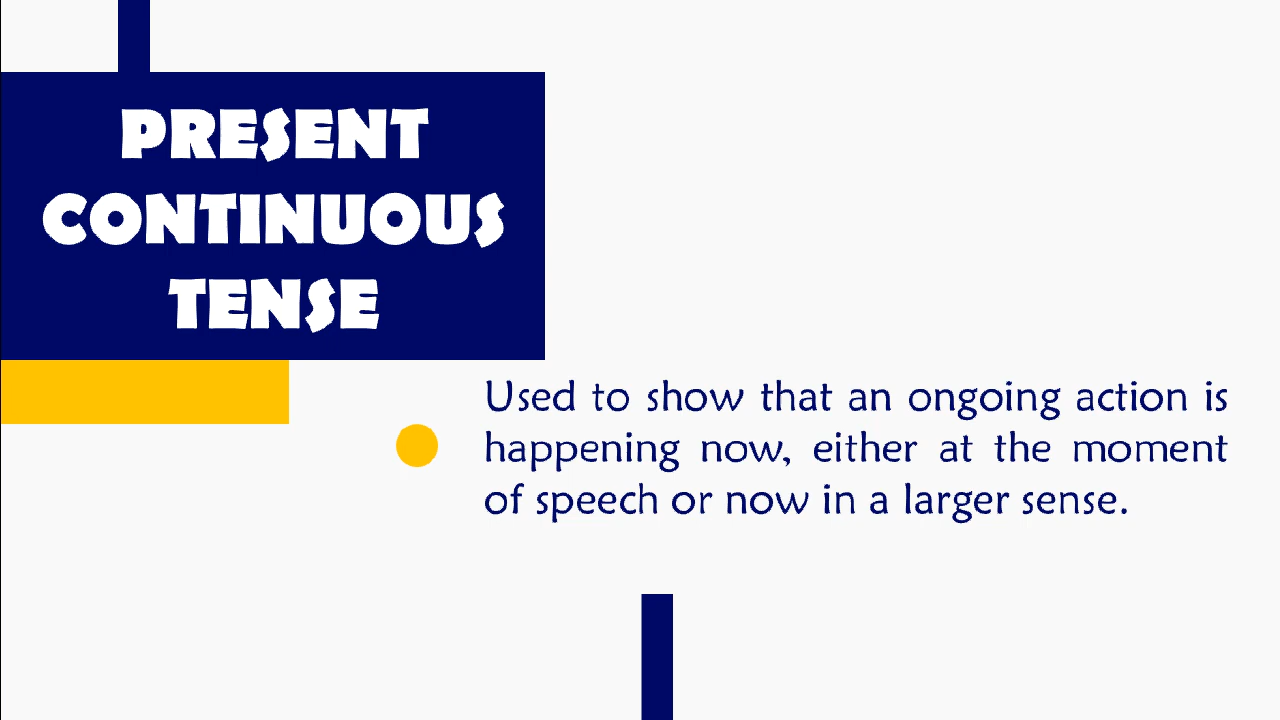 PRESENT
CONTINUOUS
TENSE
Used to show that an ongoing action is
happening now, either at the moment
of speech or now in a larger sense.